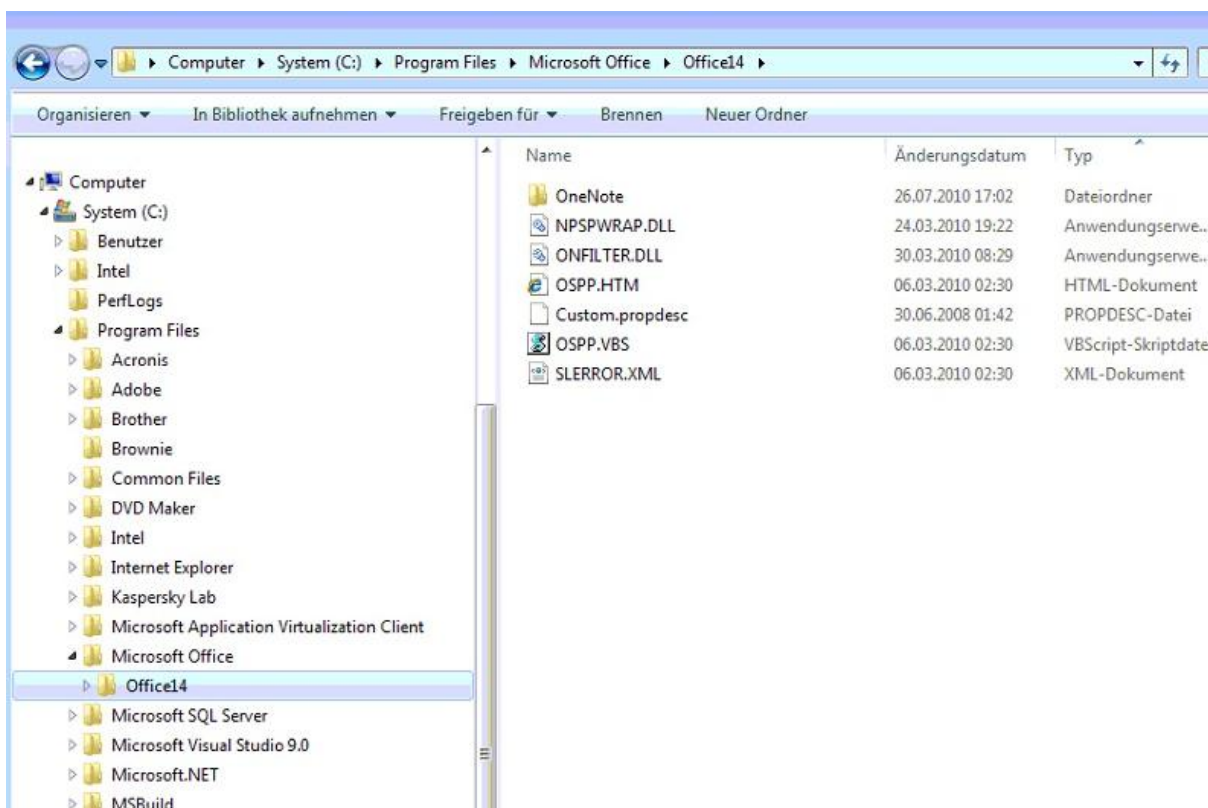 Computer System (C:) Program Files Microsoft Office Office14
Organisieren In Bibliothek aufnehmen Freigeben für Brennen Neuer Ordner
Computer
System (C:)
Benutzer
Intel
PerfLogs
Program Files
Acronis
Adobe
Brother
Brownie
Common Files
DVD Maker
Intel
Internet Explorer
Kaspersky Lab
Microsoft Application Virtualization Client
Microsoft Office
Office14
Microsoft SQL Server
Microsoft Visual Studio 9.0
Microsoft.NET
MSBuild
Name Änderungsdatum Typ
OneNote 26.07.2010 17:02 Dateiordner
NPSPWRAP.DLL 24.03.2010 19:22 Anwendungserwe...
ONFILTER.DLL 30.03.2010 08:29 Anwendungserwe...
OSPP.HTM 06.03.2010 02:30 HTML-Dokument
Custom.propdesc 30.06.2008 01:42 PROPDESC-Datei
OSPP.VBS 06.03.2010 02:30 VBScript-Skriptdate
SLERROR.XML 06.03.2010 02:30 XML-Dokument